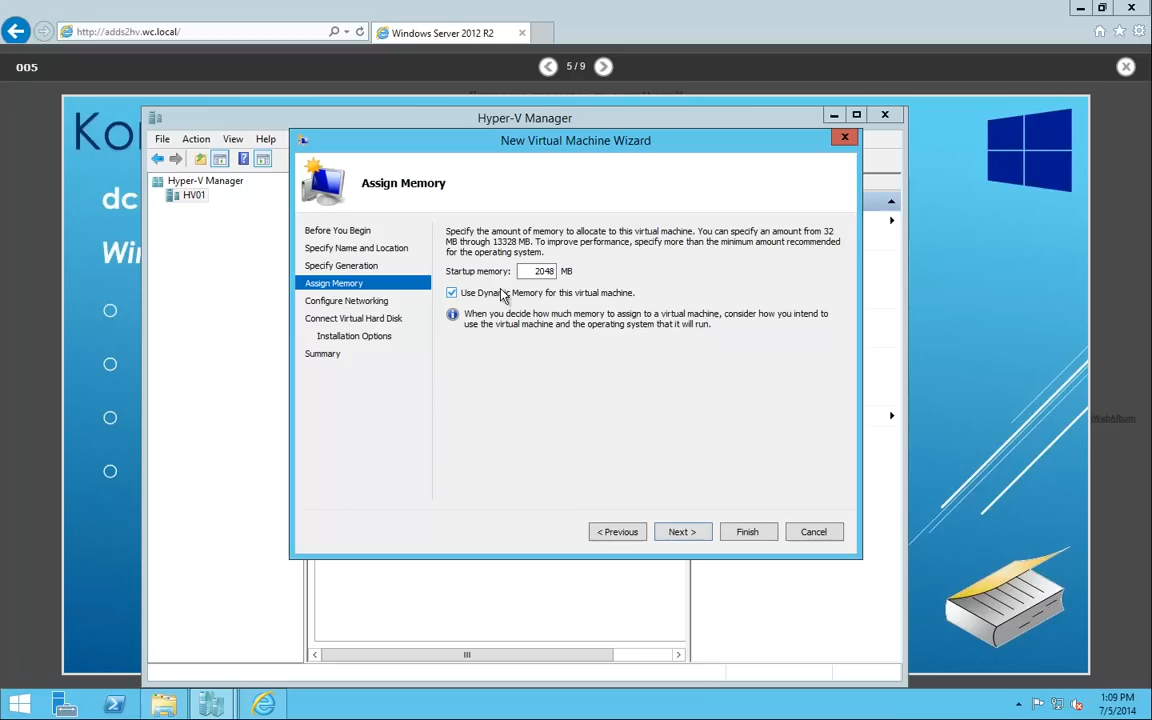 http://adds2hv.wc.local/
Windows Server 2012 R2
005
5 / 9
Ko
dc
Wi
Hyper-V Manager
File Action View Help
Hyper-V Manager
HV01
New Virtual Machine Wizard
Assign Memory
Before You Begin
Specify Name and Location
Specify Generation
Assign Memory
Configure Networking
Connect Virtual Hard Disk
Installation Options
Summary
Specify the amount of memory to allocate to this virtual machine. You can specify an amount from 32
MB through 13328 MB. To improve performance, specify more than the minimum amount recommended
for the operating system.
Startup memory: 2048 MB
Use Dynamic Memory for this virtual machine.
When you decide how much memory to assign to a virtual machine, consider how you intend to
use the virtual machine and the operating system that it will run.
< Previous Next > Finish Cancel
WebAlbum
1:09 PM
7/5/2014